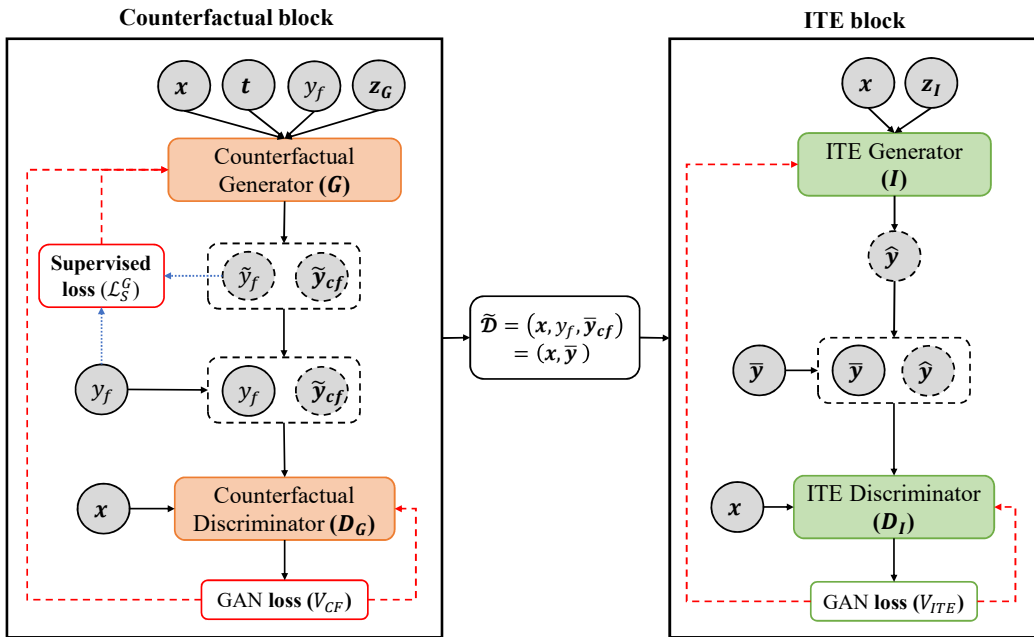 Counterfactual block
x t y_f z_G
Counterfactual
Generator (G)
Supervised
loss (ℒ_S^G)
ỹ_f ỹ_cf
y_f
y_f ỹ_cf
x
Counterfactual
Discriminator (D_G)
GAN loss (V_CF)
𝒟̃ = (x, y_f, ȳ_cf)
= (x, ȳ )
ITE block
x z_I
ITE Generator
(I)
ŷ
ȳ
ȳ ŷ
x
ITE Discriminator
(D_I)
GAN loss (V_ITE)